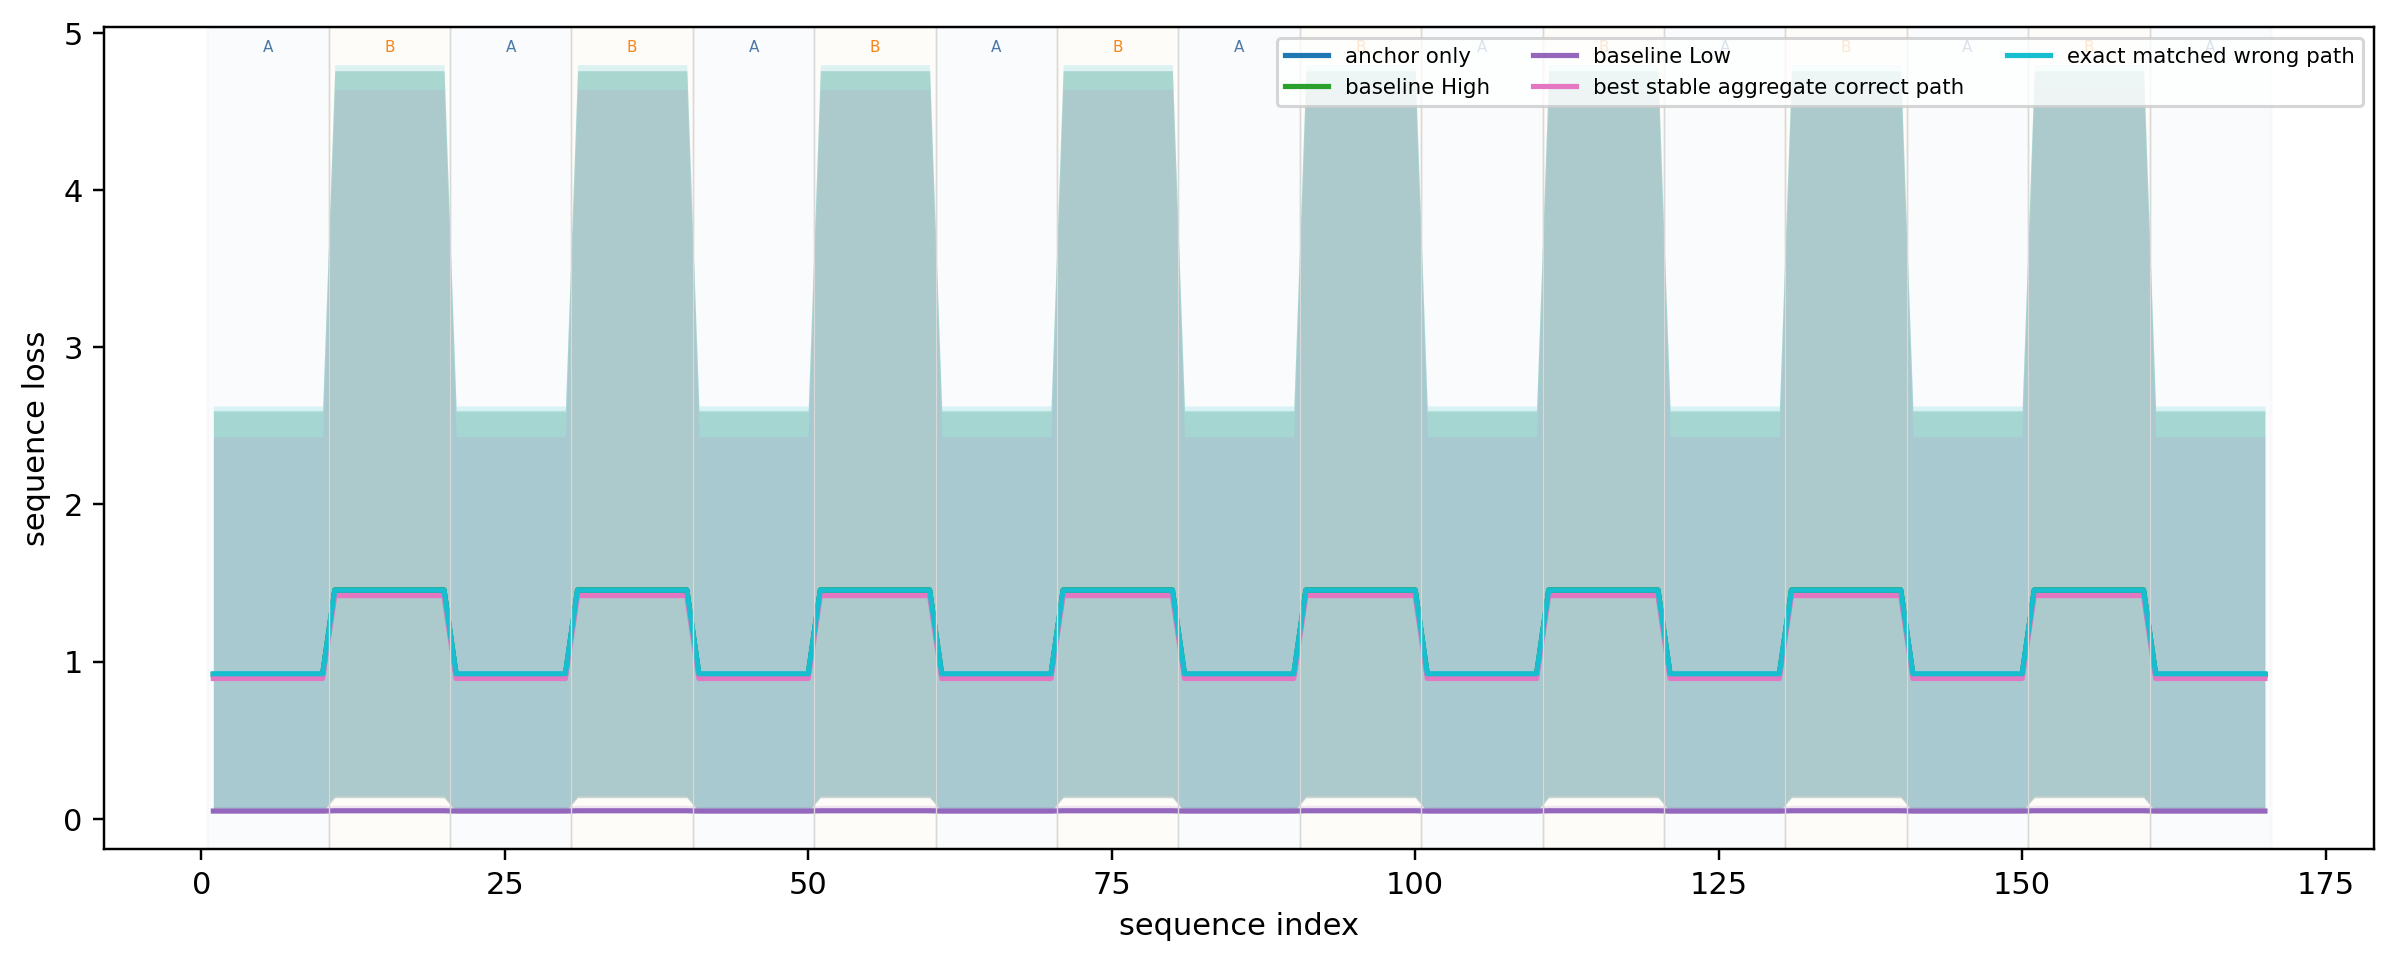 A B A B A B A B A B A B A B A B A
anchor only
baseline High
baseline Low
best stable aggregate correct path
exact matched wrong path
5
4
3
2
1
0
sequence loss
0 25 50 75 100 125 150 175
sequence index